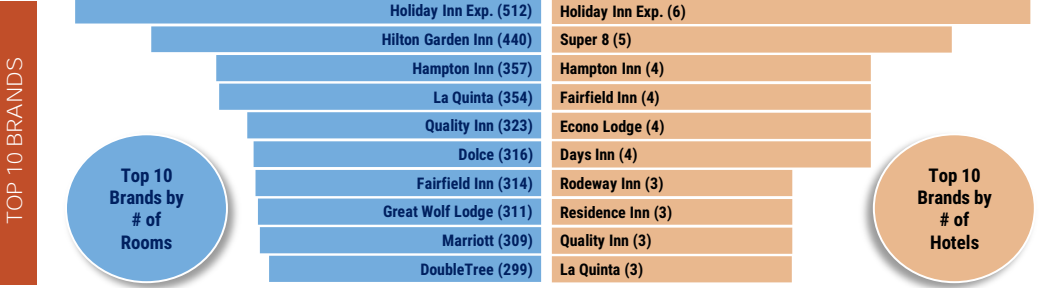 TOP 10 BRANDS
Holiday Inn Exp. (512)
Hilton Garden Inn (440)
Hampton Inn (357)
La Quinta (354)
Quality Inn (323)
Dolce (316)
Fairfield Inn (314)
Great Wolf Lodge (311)
Marriott (309)
DoubleTree (299)
Top 10
Brands by
# of
Rooms
Holiday Inn Exp. (6)
Super 8 (5)
Hampton Inn (4)
Fairfield Inn (4)
Econo Lodge (4)
Days Inn (4)
Rodeway Inn (3)
Residence Inn (3)
Quality Inn (3)
La Quinta (3)
Top 10
Brands by
# of
Hotels